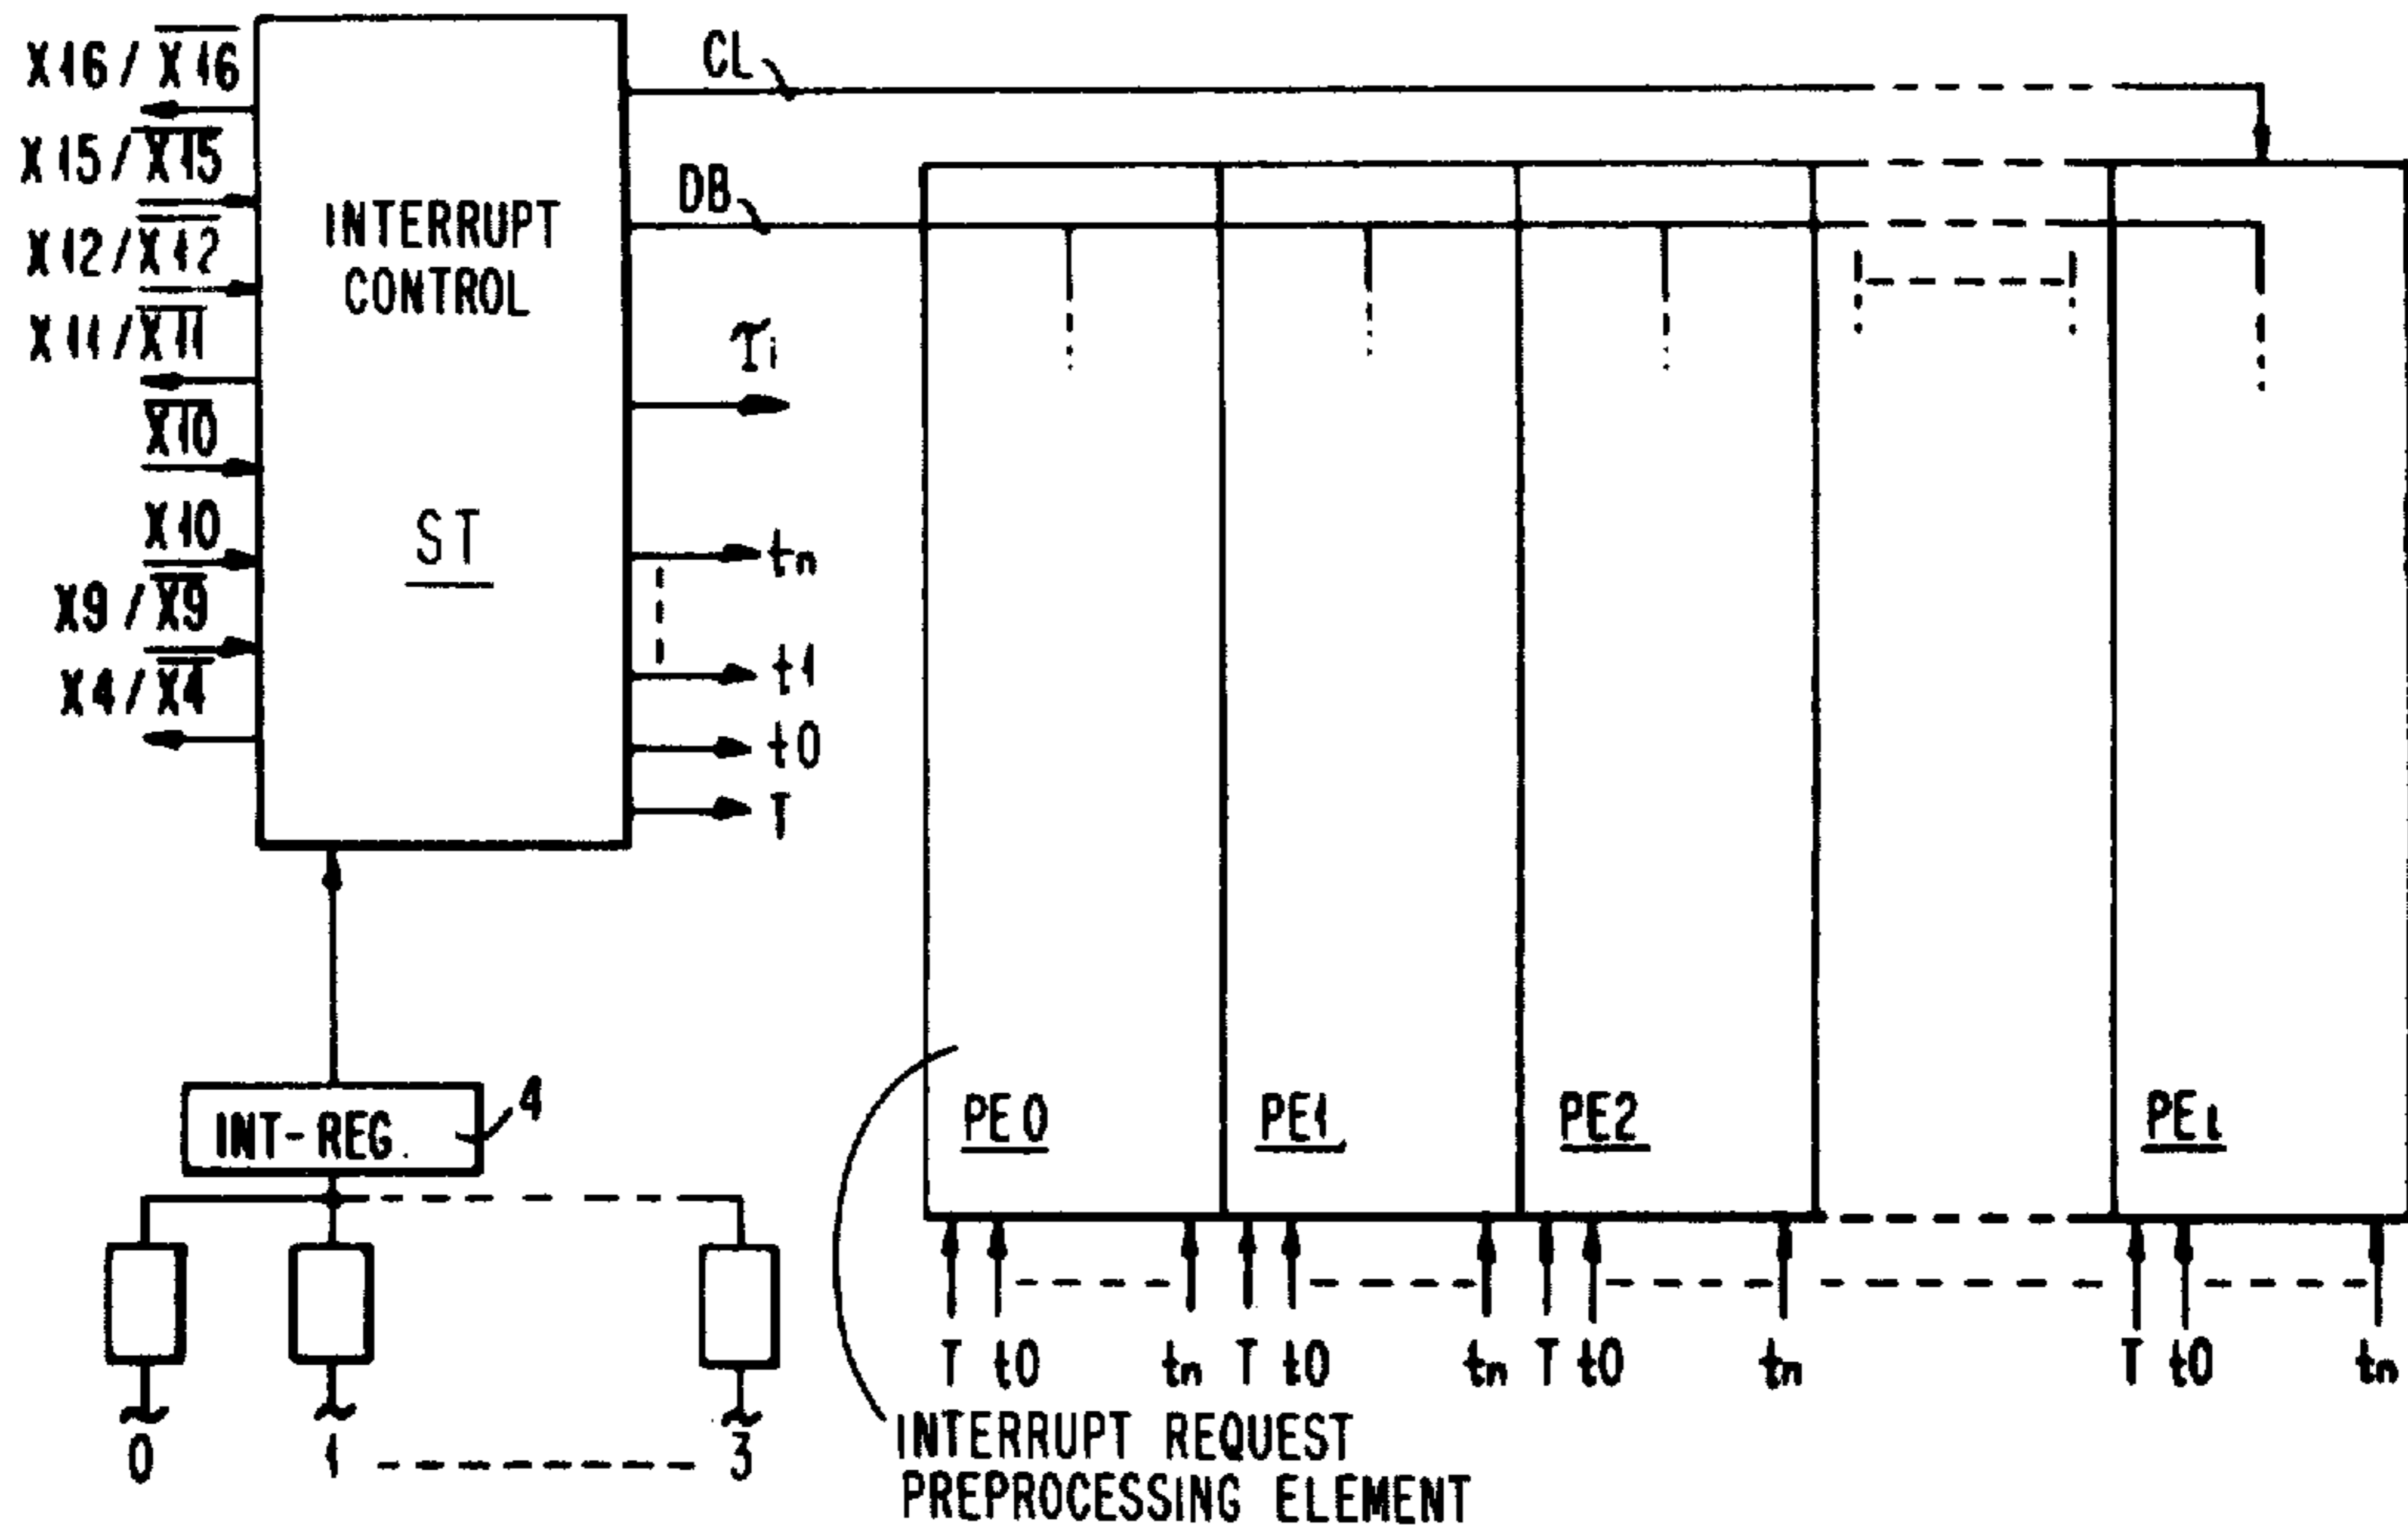 X16/X16
X15/X15
X12/X12
X11/X11
X10
X10
X9/X9
X4/X4
INTERRUPT
CONTROL
ST
CL
DB
Ti
tn
t1
t0
T
INT-REG.
4
0
1
3
PE0
PE1
PE2
PEi
T t0 tn T t0 tn T t0 tn T t0 tn
INTERRUPT REQUEST
PREPROCESSING ELEMENT